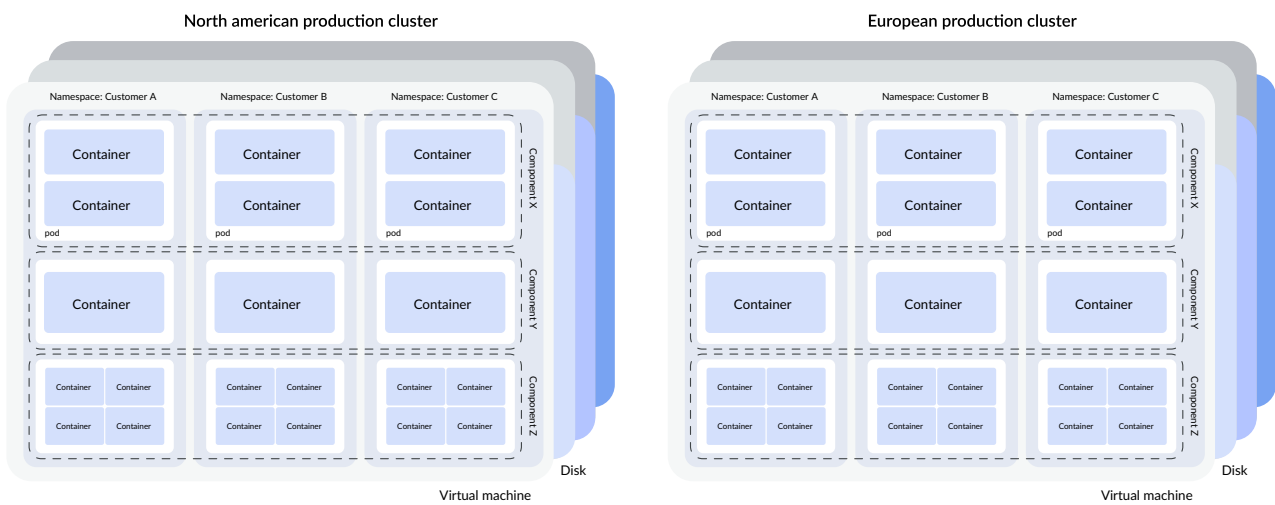 North american production cluster
Namespace: Customer A
Namespace: Customer B
Namespace: Customer C
Container
Container
Container
Container
Container
Container
pod
pod
pod
Component X
Container
Container
Container
Component Y
Container Container
Container Container
Container Container
Container Container
Container Container
Container Container
Component Z
Disk
Virtual machine
European production cluster
Namespace: Customer A
Namespace: Customer B
Namespace: Customer C
Container
Container
Container
Container
Container
Container
pod
pod
pod
Component X
Container
Container
Container
Component Y
Container Container
Container Container
Container Container
Container Container
Container Container
Container Container
Component Z
Disk
Virtual machine